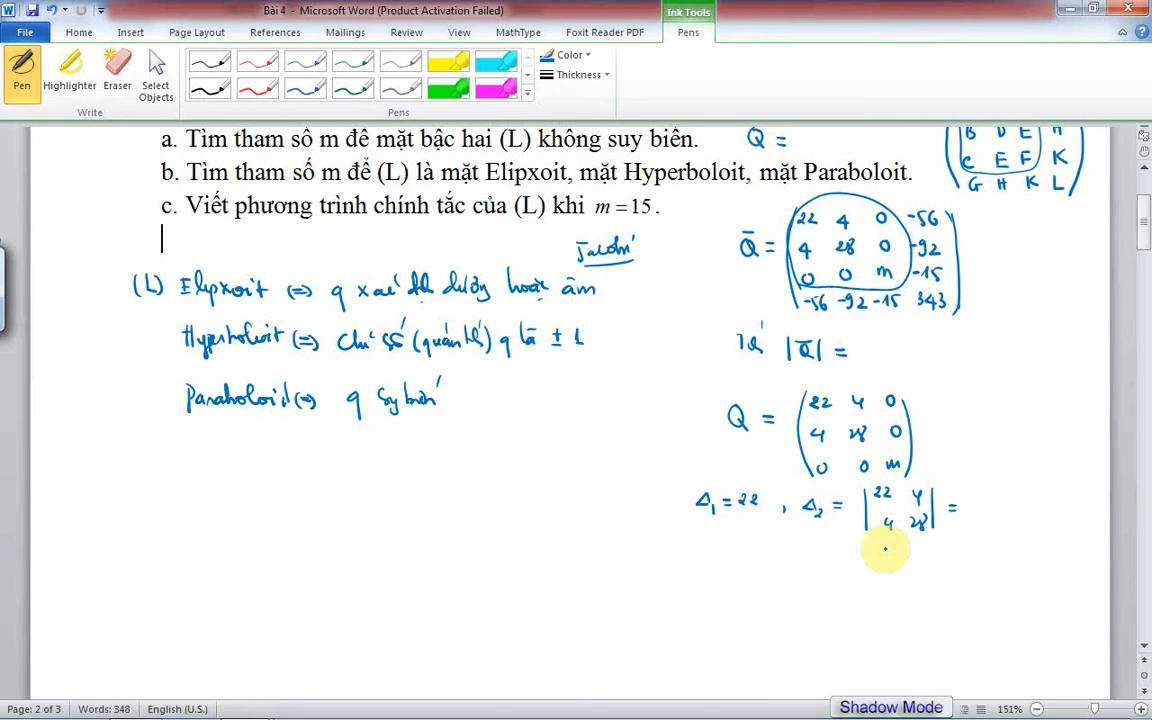 Bài 4 - Microsoft Word (Product Activation Failed)
Ink Tools
File Home Insert Page Layout References Mailings Review View MathType Foxit Reader PDF Pens
Pen Highlighter Eraser Select Objects
Color
Thickness
Write
Pens
a. Tìm tham số m để mặt bậc hai (L) không suy biến.
b. Tìm tham số m để (L) là mặt Elipxoit, mặt Hyperboloit, mặt Paraboloit.
c. Viết phương trình chính tắc của (L) khi m = 15.
Q =
B D E H
C E F K
G H K L
22 4 0 -56
Q̄ = 4 28 0 -92
0 0 m -15
-56 -92 -15 343
Jacobi
(L) Elipxoit <=> q xác dương hoặc âm
Hyperboloit <=> chỉ số (quán tính) q là ± 1
Paraboloid <=> q suy biến
|Q̄| =
22 4 0
Q = 4 28 0
0 0 m
Δ₁ = 22 , Δ₂ = | 22 4 | =
4 28
Page: 2 of 3 Words: 348 English (U.S.) Shadow Mode 151%